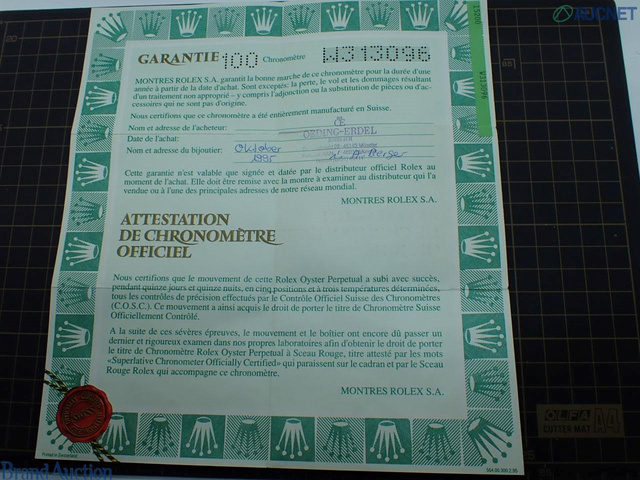 AUCNET
GARANTIE 100 Chronomètre W313096
MONTRES ROLEX S.A. garantit la bonne marche de ce chronomètre pour la durée d'une
année à partir de la date d'achat. Sont exceptés: la perte, le vol et les dommages résultant
d'un traitement non approprié – y compris l'adjonction ou la substitution de pièces ou d'ac-
cessoires qui ne sont pas d'origine.
Nous certifions que ce chronomètre a été entièrement manufacturé en Suisse.
Nom et adresse de l'acheteur:
OEDING-ERDEL
Date de l'achat:
Nom et adresse du bijoutier: Oktober
1995
Cette garantie n'est valable que signée et datée par le distributeur officiel Rolex au
moment de l'achat. Elle doit être remise avec la montre à examiner au distributeur qui l'a
vendue ou à l'une des principales adresses de notre réseau mondial.
MONTRES ROLEX S.A.
ATTESTATION
DE CHRONOMÈTRE
OFFICIEL
Nous certifions que le mouvement de cette Rolex Oyster Perpetual a subi avec succès,
pendant quinze jours et quinze nuits, en cinq positions et à trois températures déterminées,
tous les contrôles de précision effectués par le Contrôle Officiel Suisse des Chronomètres
(C.O.S.C.). Ce mouvement a ainsi acquis le droit de porter le titre de Chronomètre Suisse
Officiellement Contrôlé.
A la suite de ces sévères épreuves, le mouvement et le boîtier ont encore dû passer un
dernier et rigoureux examen dans nos propres laboratoires afin d'obtenir le droit de porter
le titre de Chronomètre Rolex Oyster Perpetual à Sceau Rouge, titre attesté par les mots
«Superlative Chronometer Officially Certified» qui paraissent sur le cadran et par le Sceau
Rouge Rolex qui accompagne ce chronomètre.
MONTRES ROLEX S.A.
OLFA A4
CUTTER MAT
Printed in Switzerland
Brand Auction